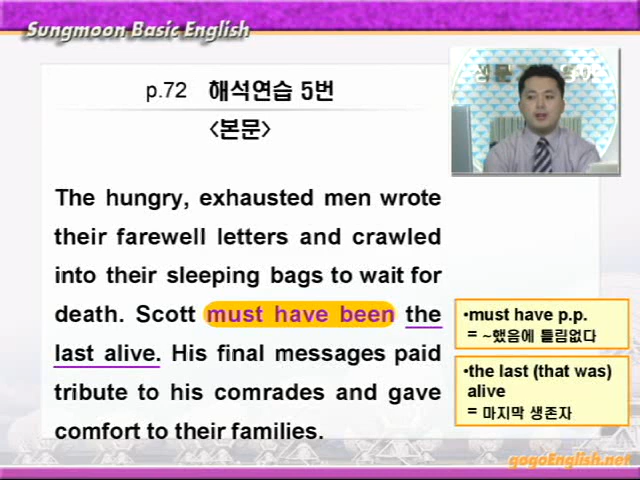 Sungmoon Basic English
p.72 해석연습 5번
<본문>
The hungry, exhausted men wrote
their farewell letters and crawled
into their sleeping bags to wait for
death. Scott must have been the
last alive. His final messages paid
tribute to his comrades and gave
comfort to their families.
•must have p.p.
= ~했음에 틀림없다
•the last (that was)
alive
= 마지막 생존자
gogoEnglish.net